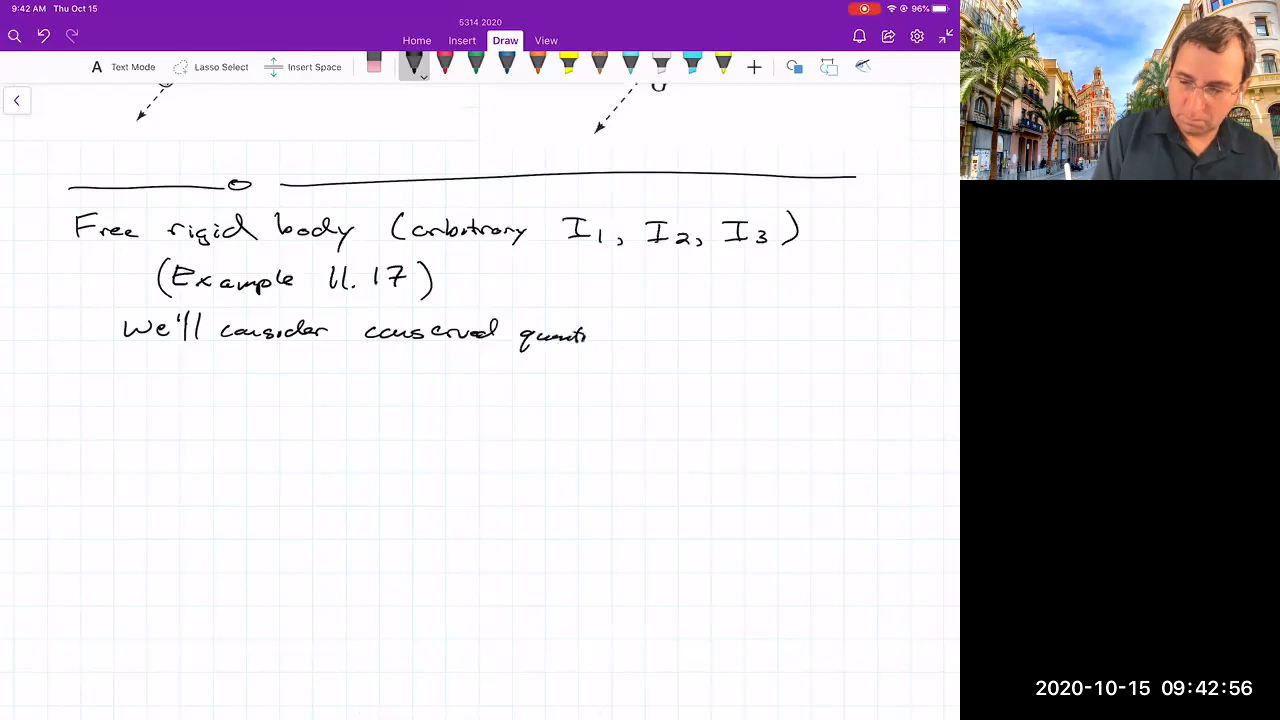 9:42 AM Thu Oct 15
96%
5314 2020
Home Insert Draw View
A Text Mode Lasso Select Insert Space
G
Free rigid body (arbitrary I1, I2, I3)
(Example 11.17)
We'll consider conserved quanti
2020-10-15 09:42:56